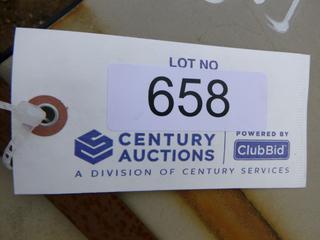 LOT NO
658
CENTURY AUCTIONS
POWERED BY
ClubBid
A DIVISION OF CENTURY SERVICES